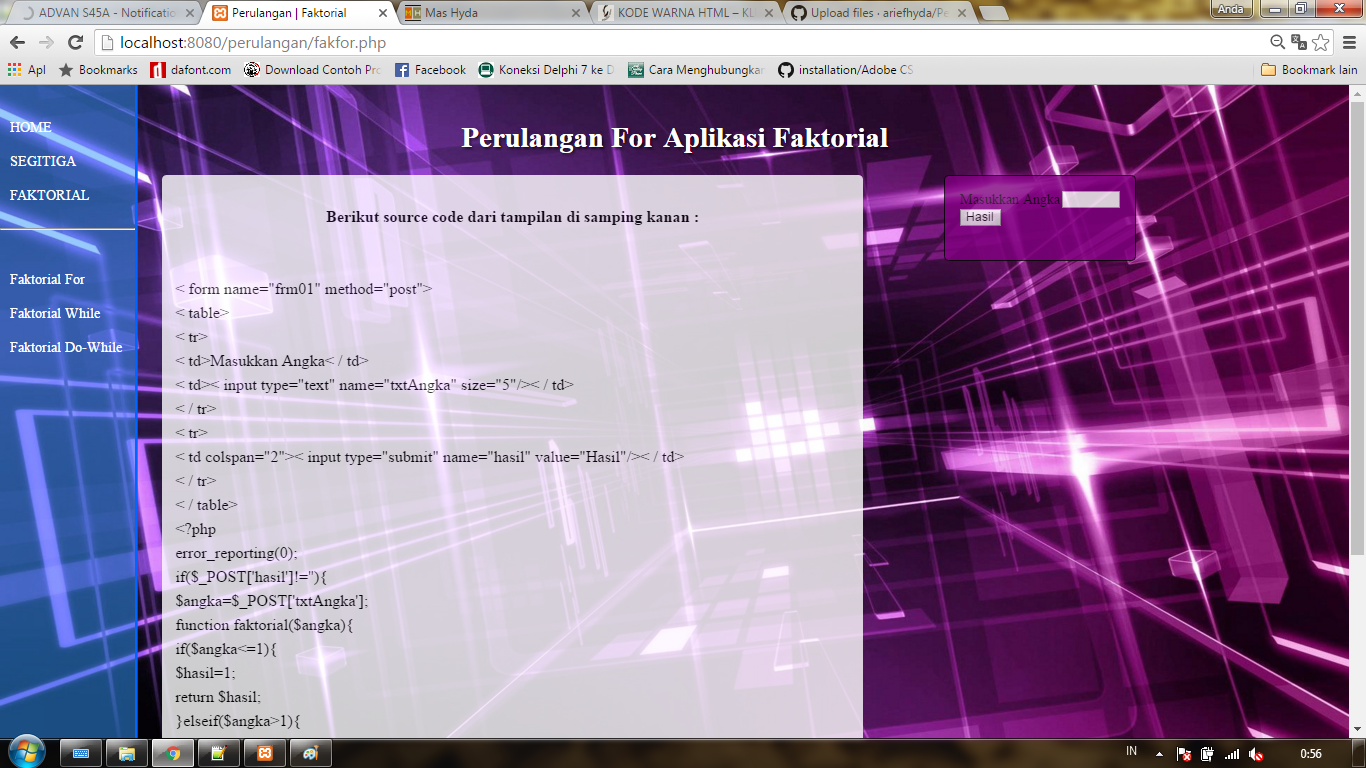 ADVAN S45A - Notificatio
Perulangan | Faktorial
Mas Hyda
KODE WARNA HTML – KU
Upload files · ariefhyda/Pe
Anda
localhost:8080/perulangan/fakfor.php
Apl
Bookmarks
dafont.com
Download Contoh Pro
Facebook
Koneksi Delphi 7 ke D
Cara Menghubungkan
installation/Adobe CS
Bookmark lain
HOME
SEGITIGA
FAKTORIAL
Faktorial For
Faktorial While
Faktorial Do-While
Perulangan For Aplikasi Faktorial
Berikut source code dari tampilan di samping kanan :
< form name="frm01" method="post">
< table>
< tr>
< td>Masukkan Angka< / td>
< td>< input type="text" name="txtAngka" size="5"/>< / td>
< / tr>
< tr>
< td colspan="2">< input type="submit" name="hasil" value="Hasil"/>< / td>
< / tr>
< / table>
<?php
error_reporting(0);
if($_POST['hasil']!=''){
$angka=$_POST['txtAngka'];
function faktorial($angka){
if($angka<=1){
$hasil=1;
return $hasil;
}elseif($angka>1){
Masukkan Angka
Hasil
IN
0:56